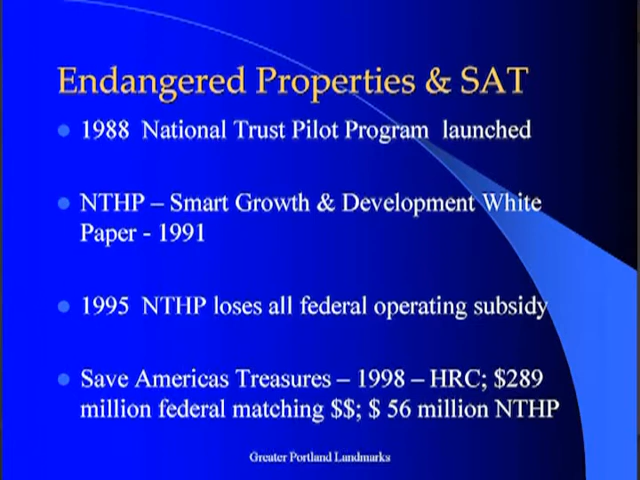 Endangered Properties & SAT
1988 National Trust Pilot Program launched
NTHP – Smart Growth & Development White
Paper - 1991
1995 NTHP loses all federal operating subsidy
Save Americas Treasures – 1998 – HRC; $289
million federal matching $$; $ 56 million NTHP
Greater Portland Landmarks